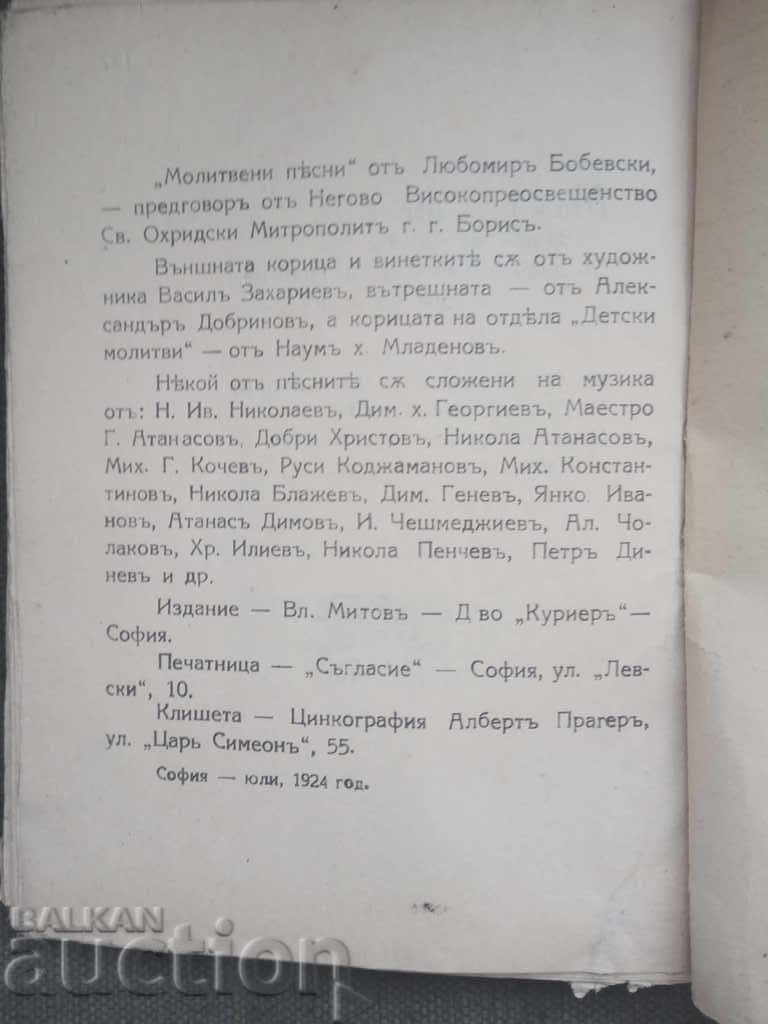 „Молитвени пѣсни“ отъ Любомиръ Бобевски,
— предговоръ отъ Негово Високопреосвещенство
Св. Охридски Митрополитъ г. г. Борисъ.
Външната корица и винеткитѣ сѫ отъ худож-
ника Василъ Захариевъ, вътрешната — отъ Алек-
сандъръ Добриновъ, а корицата на отдѣла „Детски
молитви“ — отъ Наумъ х. Младеновъ.
Нѣкой отъ пѣснитѣ сѫ сложени на музика
отъ: Н. Ив. Николаевъ, Дим. х. Георгиевъ, Маестро
Г. Атанасовъ, Добри Христовъ, Никола Атанасовъ,
Мих. Г. Кочевъ, Руси Коджамановъ, Мих. Констан-
тиновъ, Никола Блажевъ, Дим. Геневъ, Янко. Ива-
новъ, Атанасъ Димовъ, И. Чешмеджиевъ, Ал. Чо-
лаковъ, Хр. Илиевъ, Никола Пенчевъ, Петръ Ди-
невъ и др.
Издание — Вл. Митовъ — Д во „Куриеръ“ —
София.
Печатница — „Съгласие“ — София, ул. „Лев-
ски“, 10.
Клишета — Цинкография Албертъ Прагеръ,
ул. „Царь Симеонъ“, 55.
София — юли, 1924 год.
BALKAN
auction